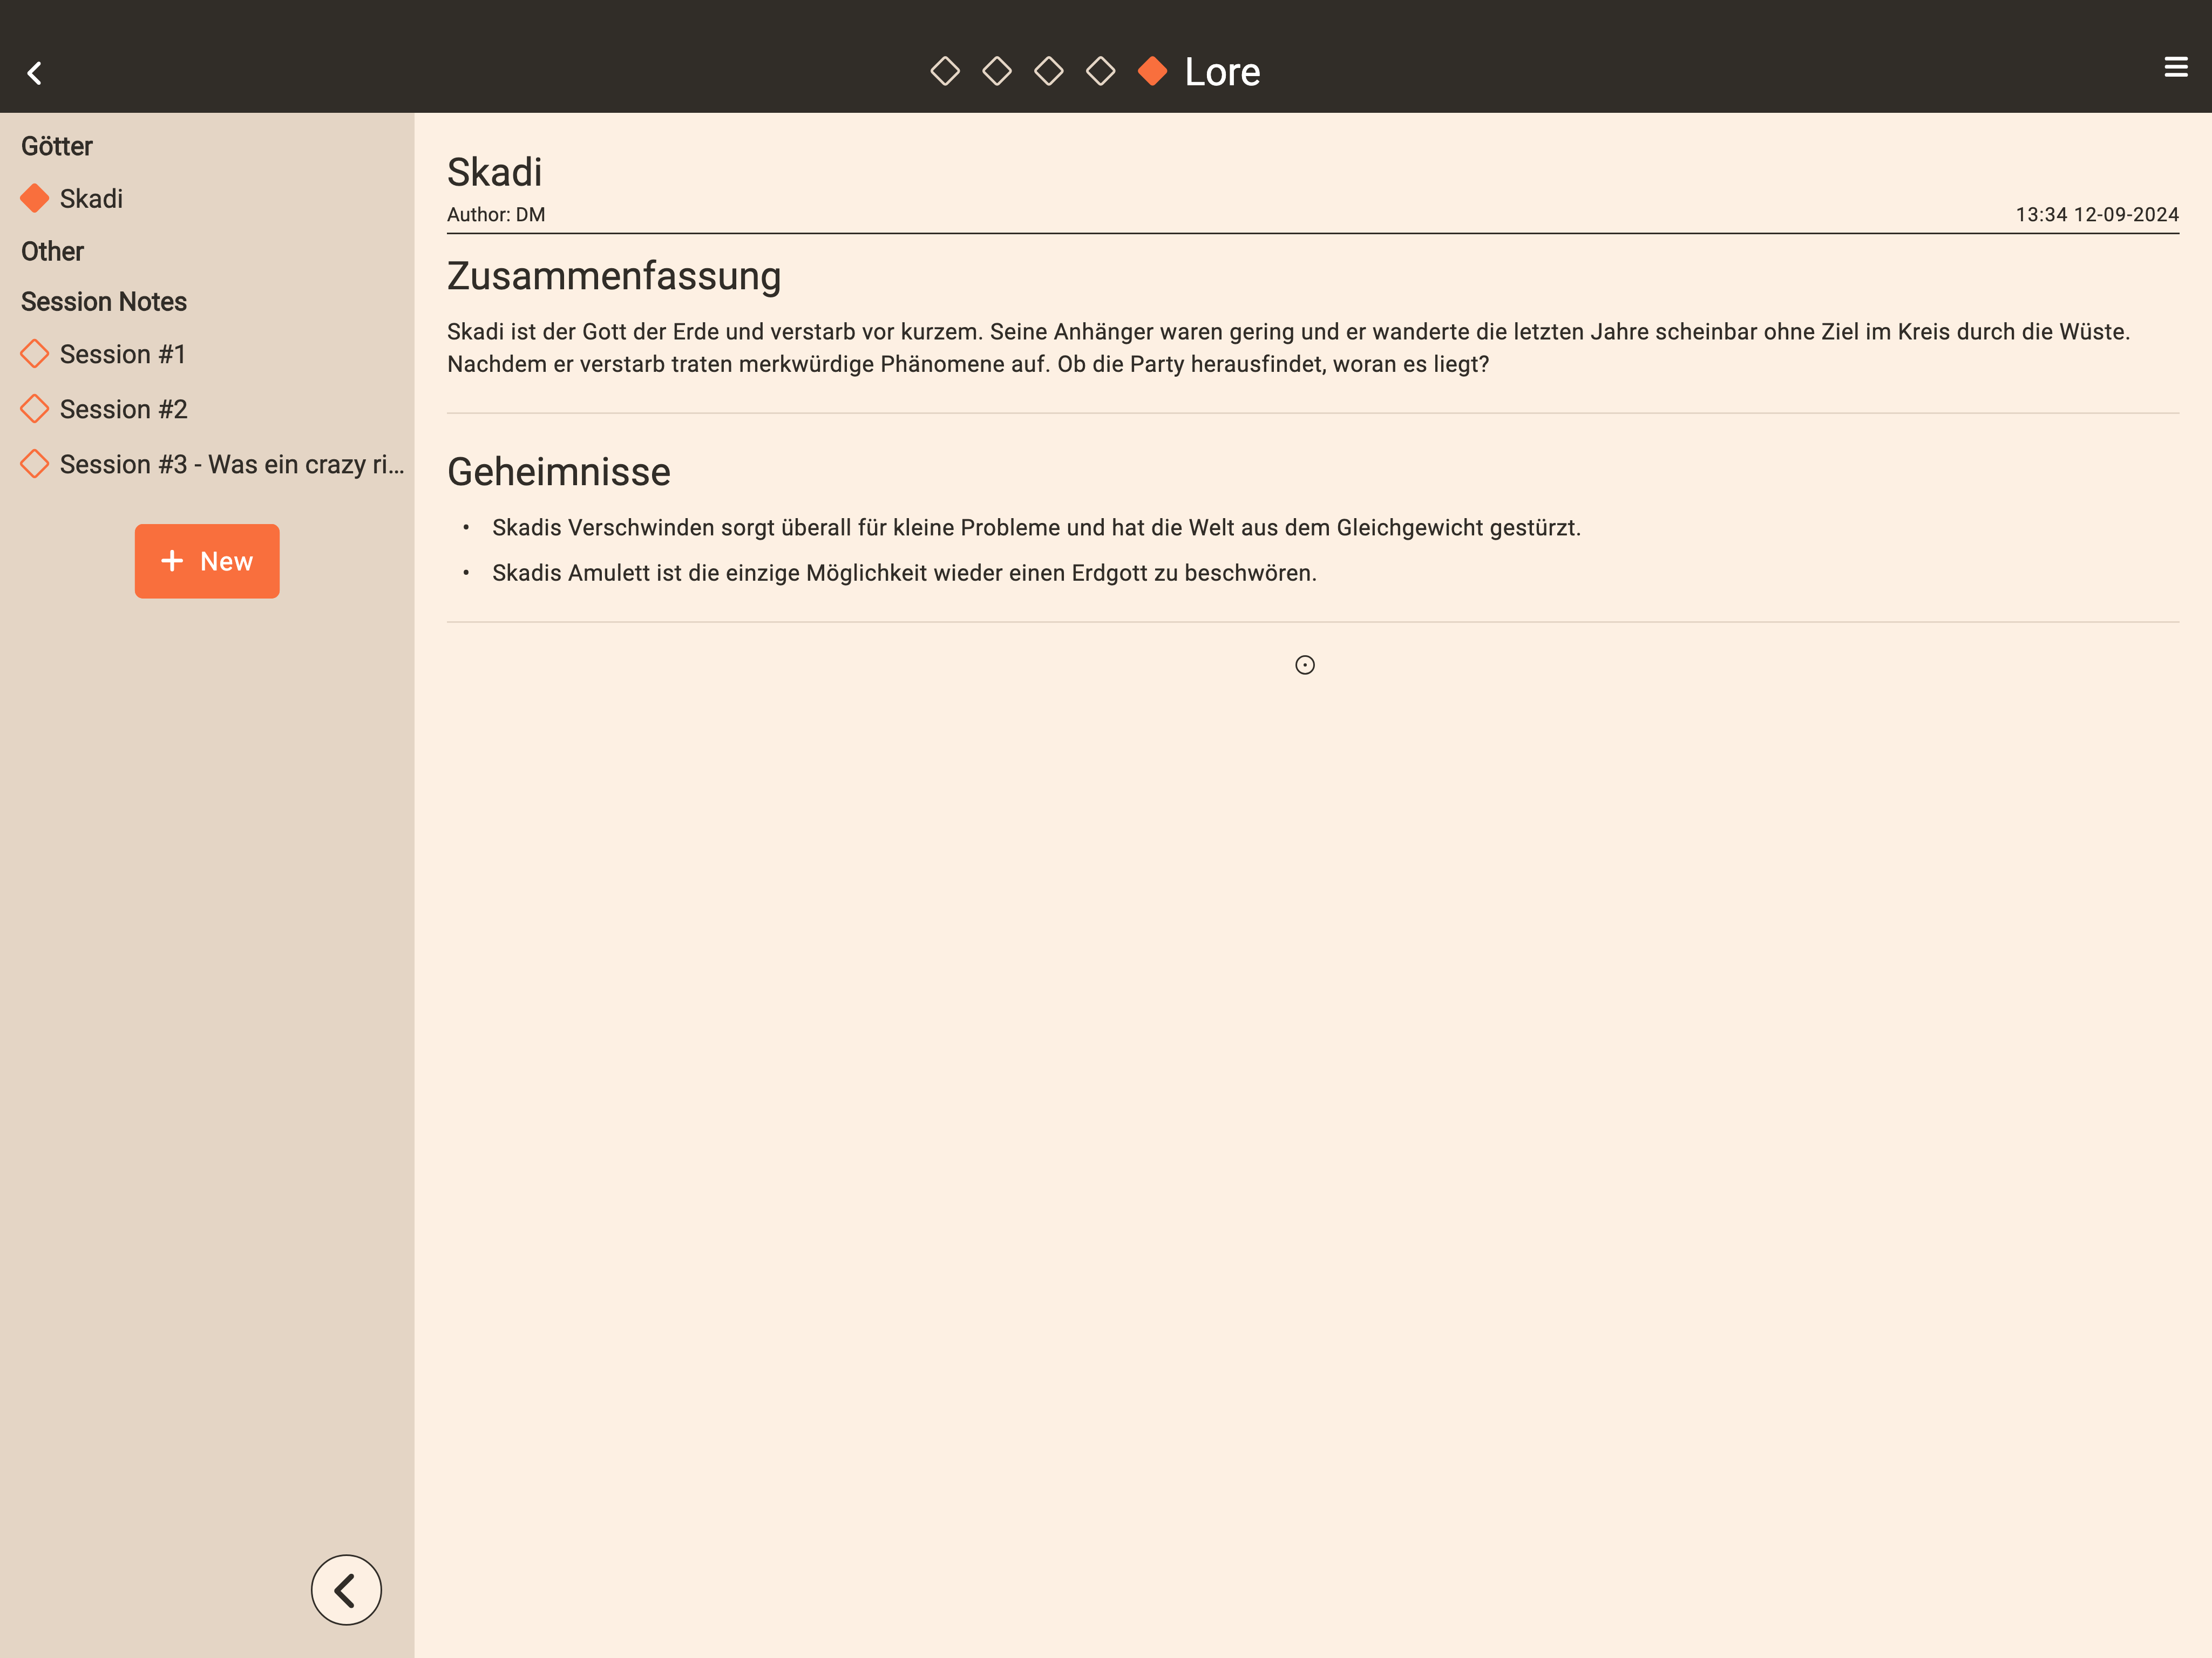 Lore
Götter
Skadi
Other
Session Notes
Session #1
Session #2
Session #3 - Was ein crazy ri...
+ New
Skadi
Author: DM
13:34 12-09-2024
Zusammenfassung
Skadi ist der Gott der Erde und verstarb vor kurzem. Seine Anhänger waren gering und er wanderte die letzten Jahre scheinbar ohne Ziel im Kreis durch die Wüste.
Nachdem er verstarb traten merkwürdige Phänomene auf. Ob die Party herausfindet, woran es liegt?
Geheimnisse
• Skadis Verschwinden sorgt überall für kleine Probleme und hat die Welt aus dem Gleichgewicht gestürzt.
• Skadis Amulett ist die einzige Möglichkeit wieder einen Erdgott zu beschwören.